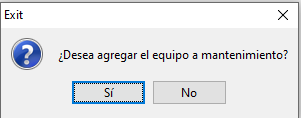 Exit
¿Desea agregar el equipo a mantenimiento?
Sí
No